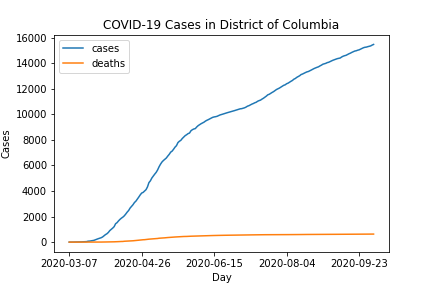 COVID-19 Cases in District of Columbia
cases
deaths
16000
14000
12000
10000
8000
6000
4000
2000
0
Cases
2020-03-07 2020-04-26 2020-06-15 2020-08-04 2020-09-23
Day